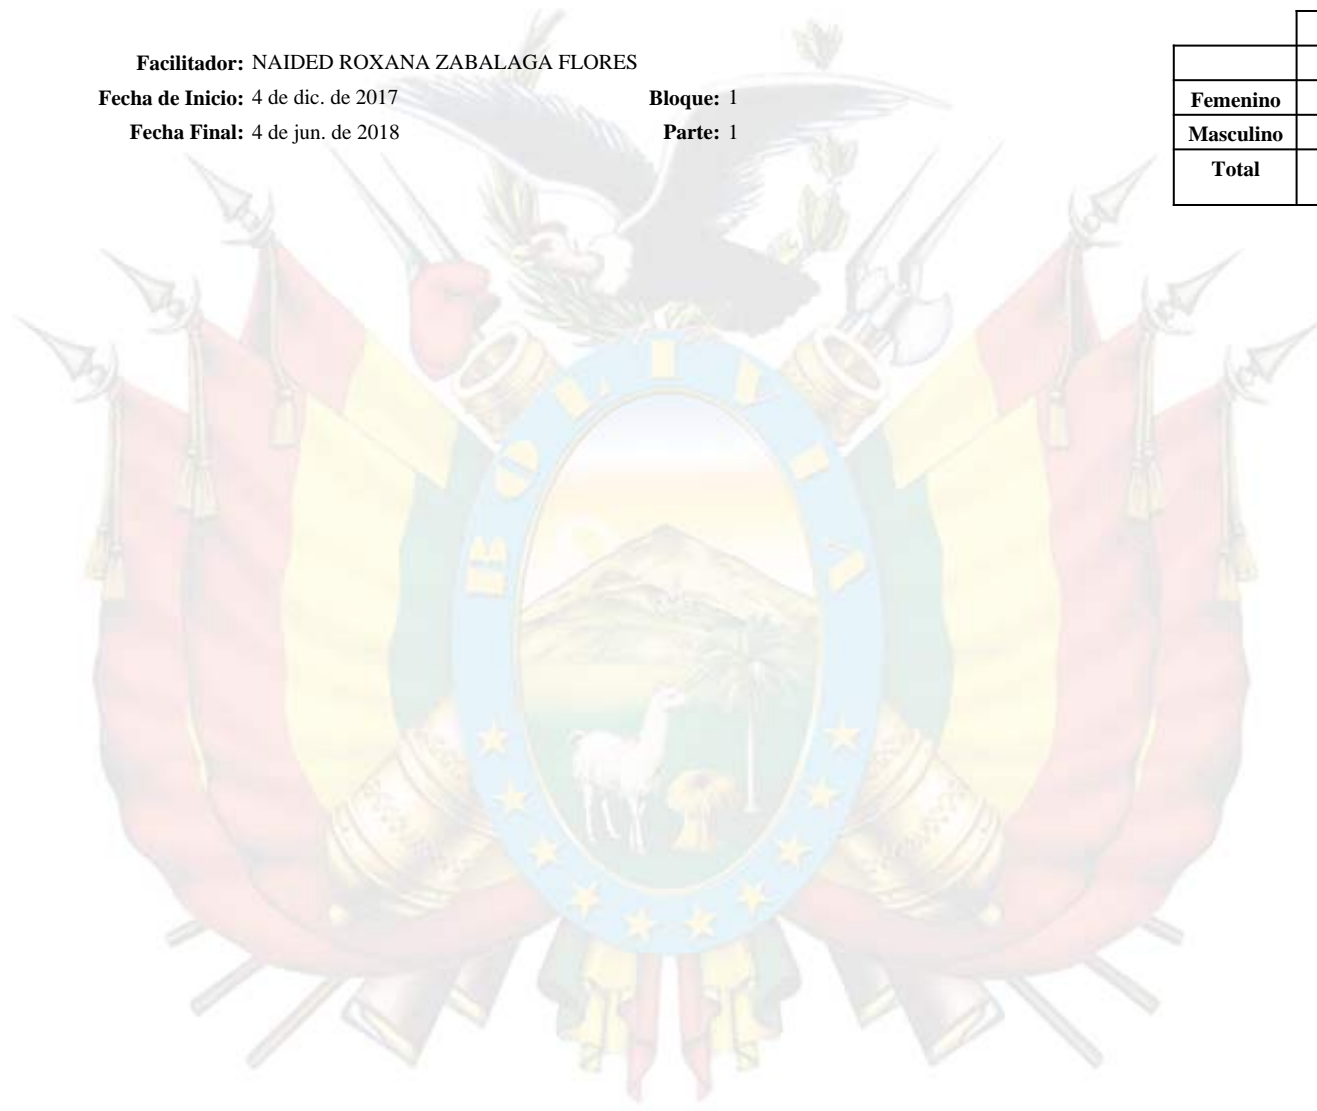 Facilitador: NAIDED ROXANA ZABALAGA FLORES
Fecha de Inicio: 4 de dic. de 2017 Bloque: 1
Fecha Final: 4 de jun. de 2018 Parte: 1
Femenino
Masculino
Total
BOLIVIA